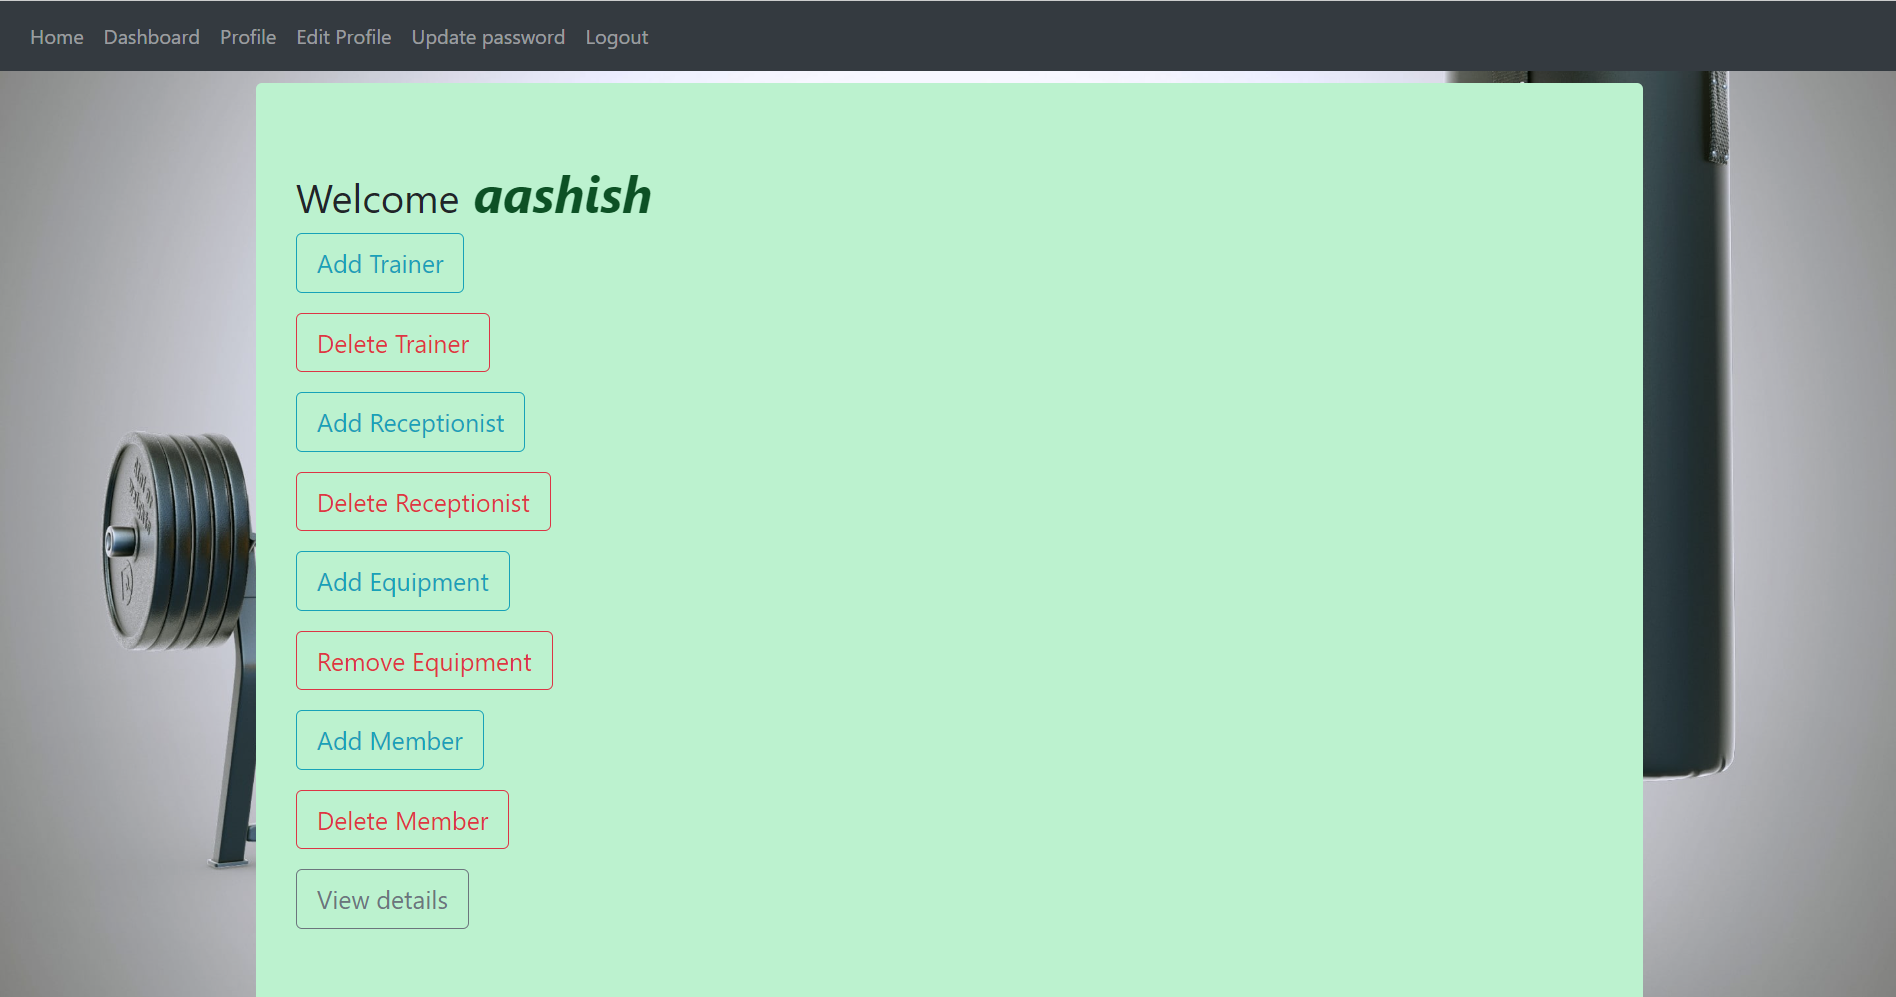 Home Dashboard Profile Edit Profile Update password Logout
Welcome aashish
Add Trainer
Delete Trainer
Add Receptionist
Delete Receptionist
Add Equipment
Remove Equipment
Add Member
Delete Member
View details